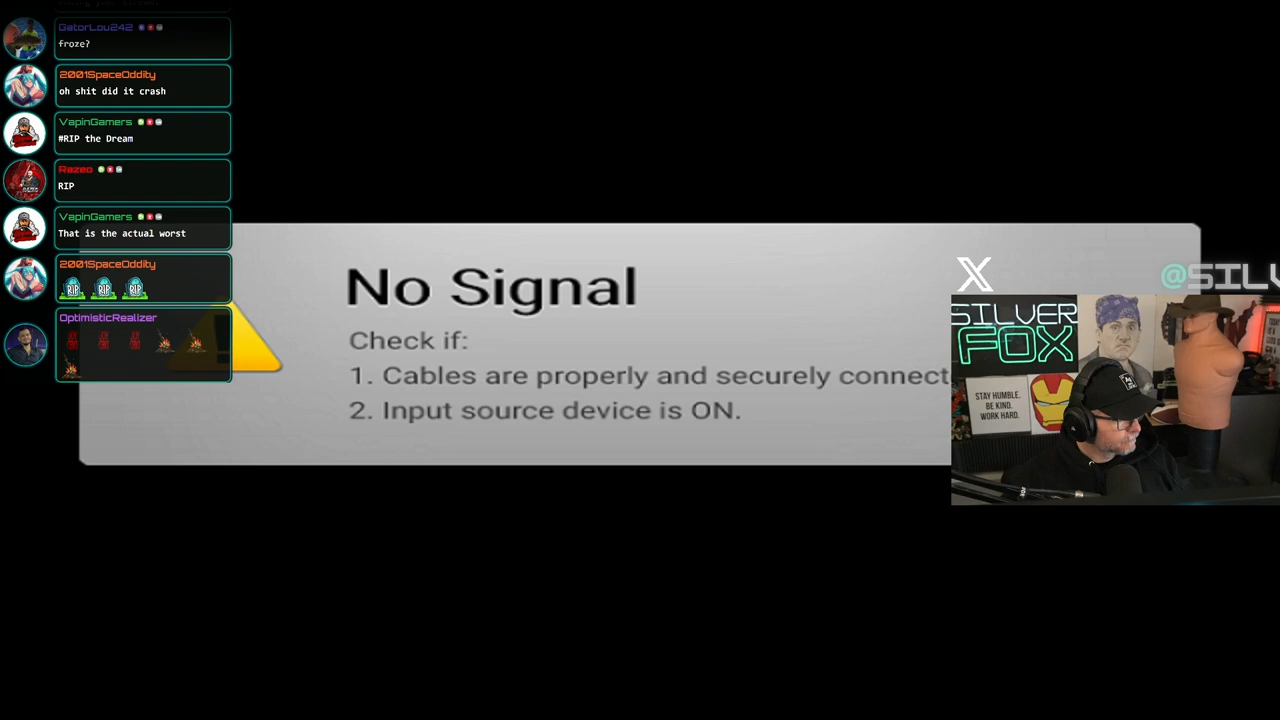 GatorLou242
froze?
2001SpaceOddity
oh shit did it crash
VapinGamers
#RIP the Dream
Razeo
RIP
VapinGamers
That is the actual worst
2001SpaceOddity
RIP RIP RIP
OptimisticRealizer
No Signal
Check if:
1. Cables are properly and securely connect
2. Input source device is ON.
@SILV
SILVER
FOX
STAY HUMBLE.
BE KIND.
WORK HARD.